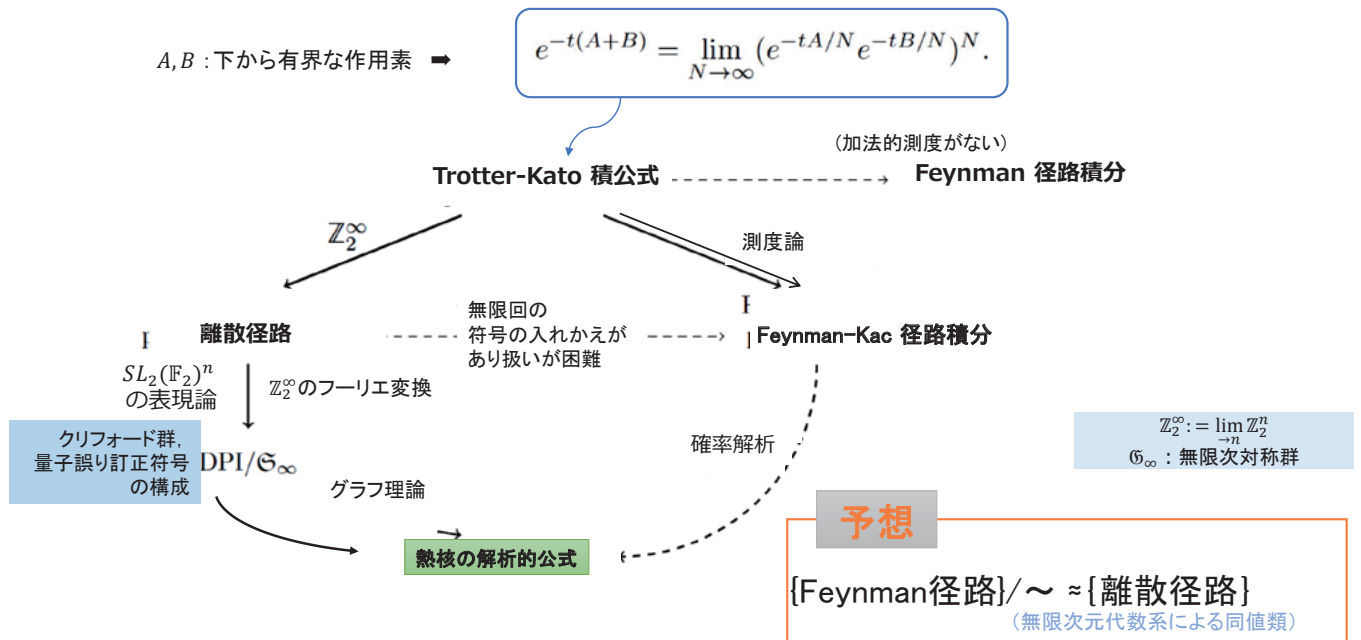 A, B : 下から有界な作用素 ➡
e^{-t(A+B)} = lim_{N→∞} (e^{-tA/N} e^{-tB/N})^N.
(加法的測度がない)
Trotter-Kato 積公式
Feynman 径路積分
ℤ₂^∞
測度論
離散径路
無限回の
符号の入れかえが
あり扱いが困難
Feynman-Kac 径路積分
SL₂(𝔽₂)ⁿ
の表現論
ℤ₂^∞のフーリエ変換
クリフォード群,
量子誤り訂正符号
の構成
DPI/𝔖_∞
グラフ理論
確率解析
ℤ₂^∞ := lim_{→n} ℤ₂ⁿ
𝔖_∞ : 無限次対称群
熱核の解析的公式
予想
{Feynman径路}/～ ≈{離散径路}
(無限次元代数系による同値類)